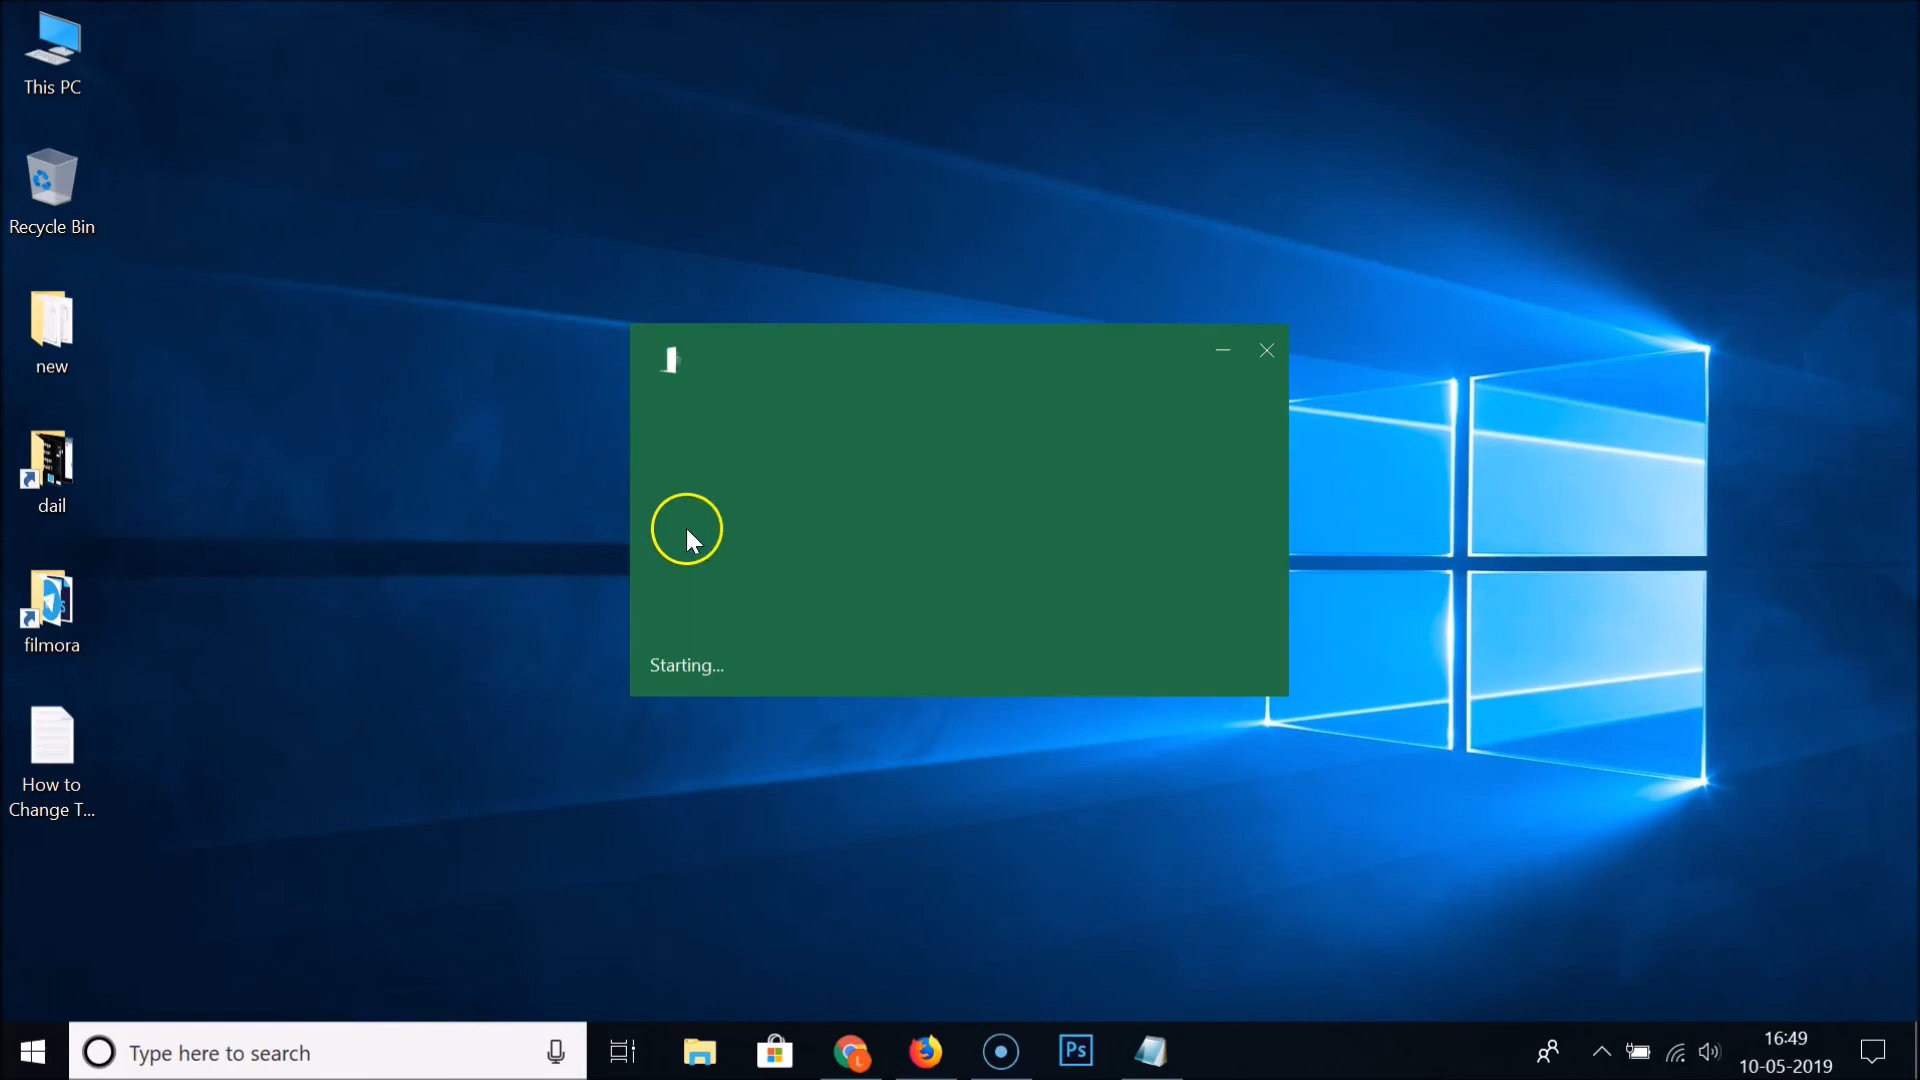 This PC
Recycle Bin
new
dail
filmora
How to
Change T...
Starting...
Type here to search
L
Ps
16:49
10-05-2019